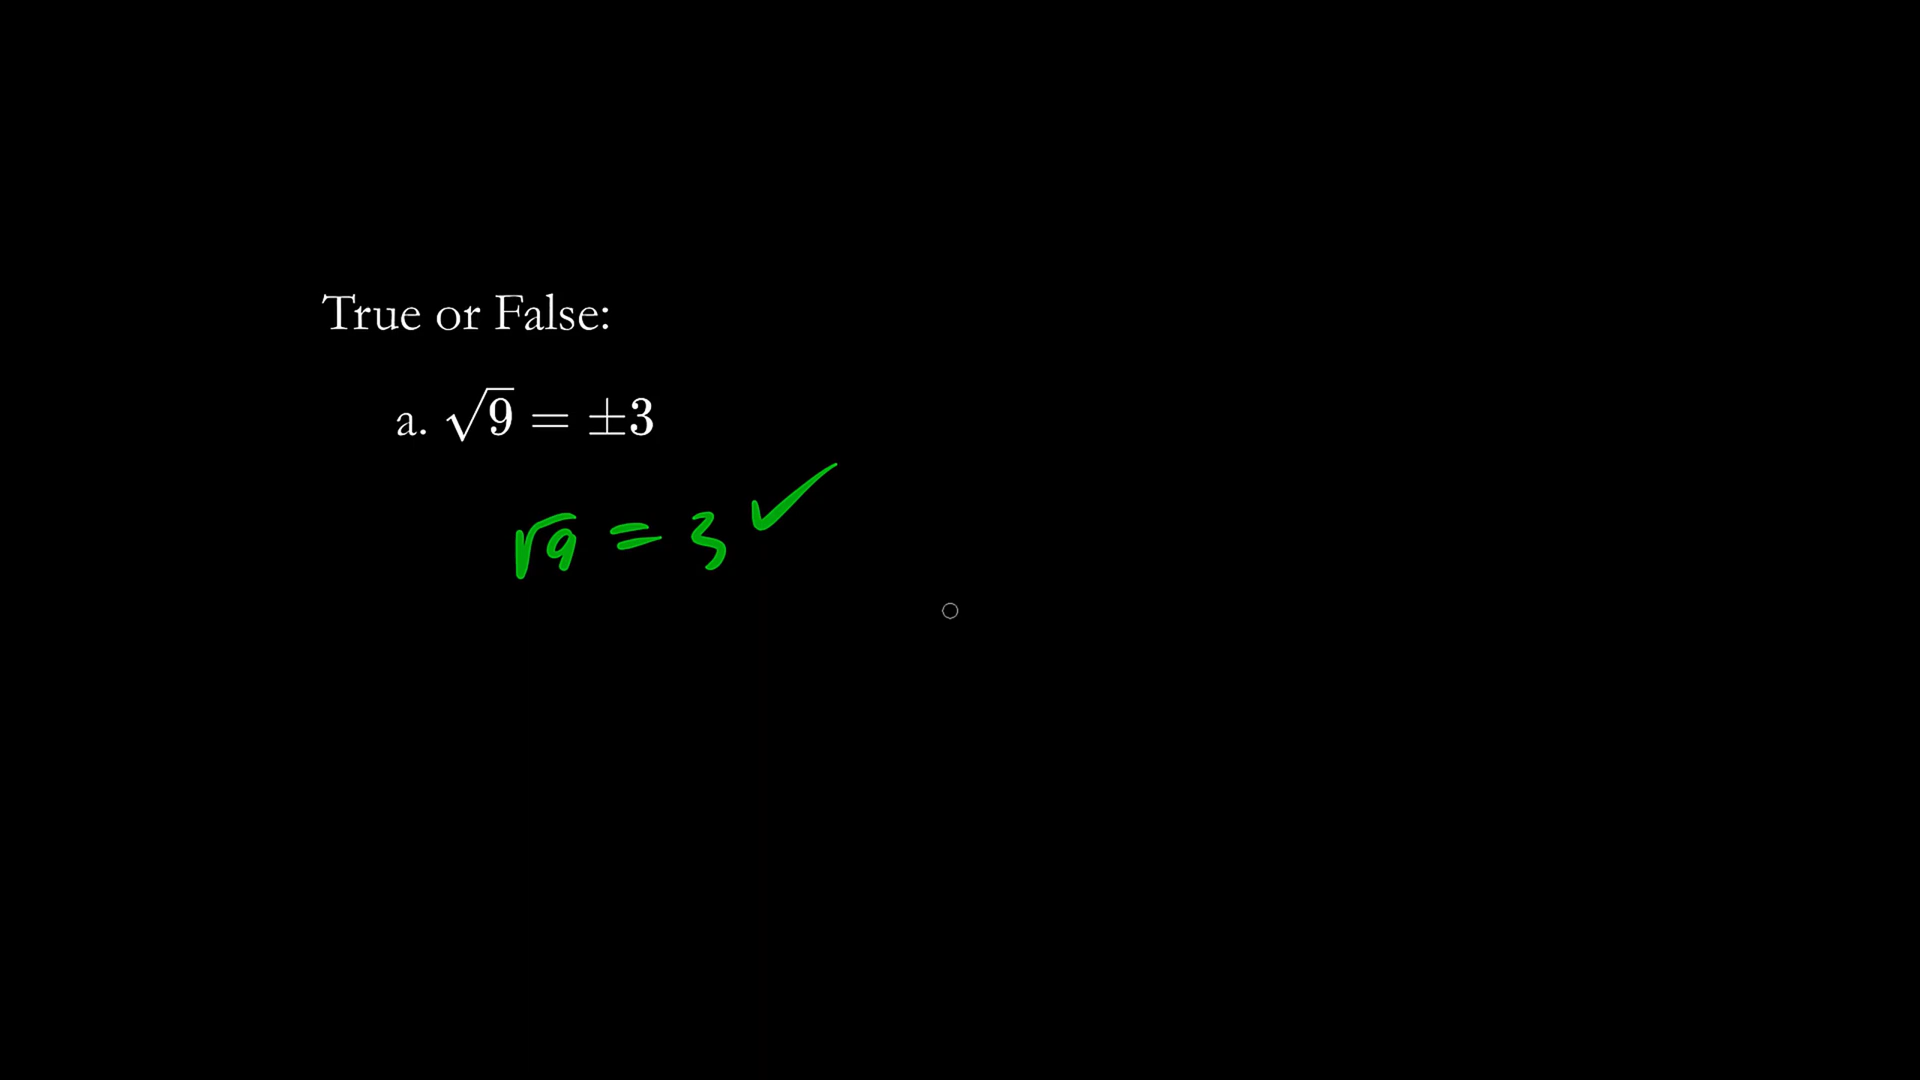 True or False:
a. √9 = ±3
√9 = 3 ✓